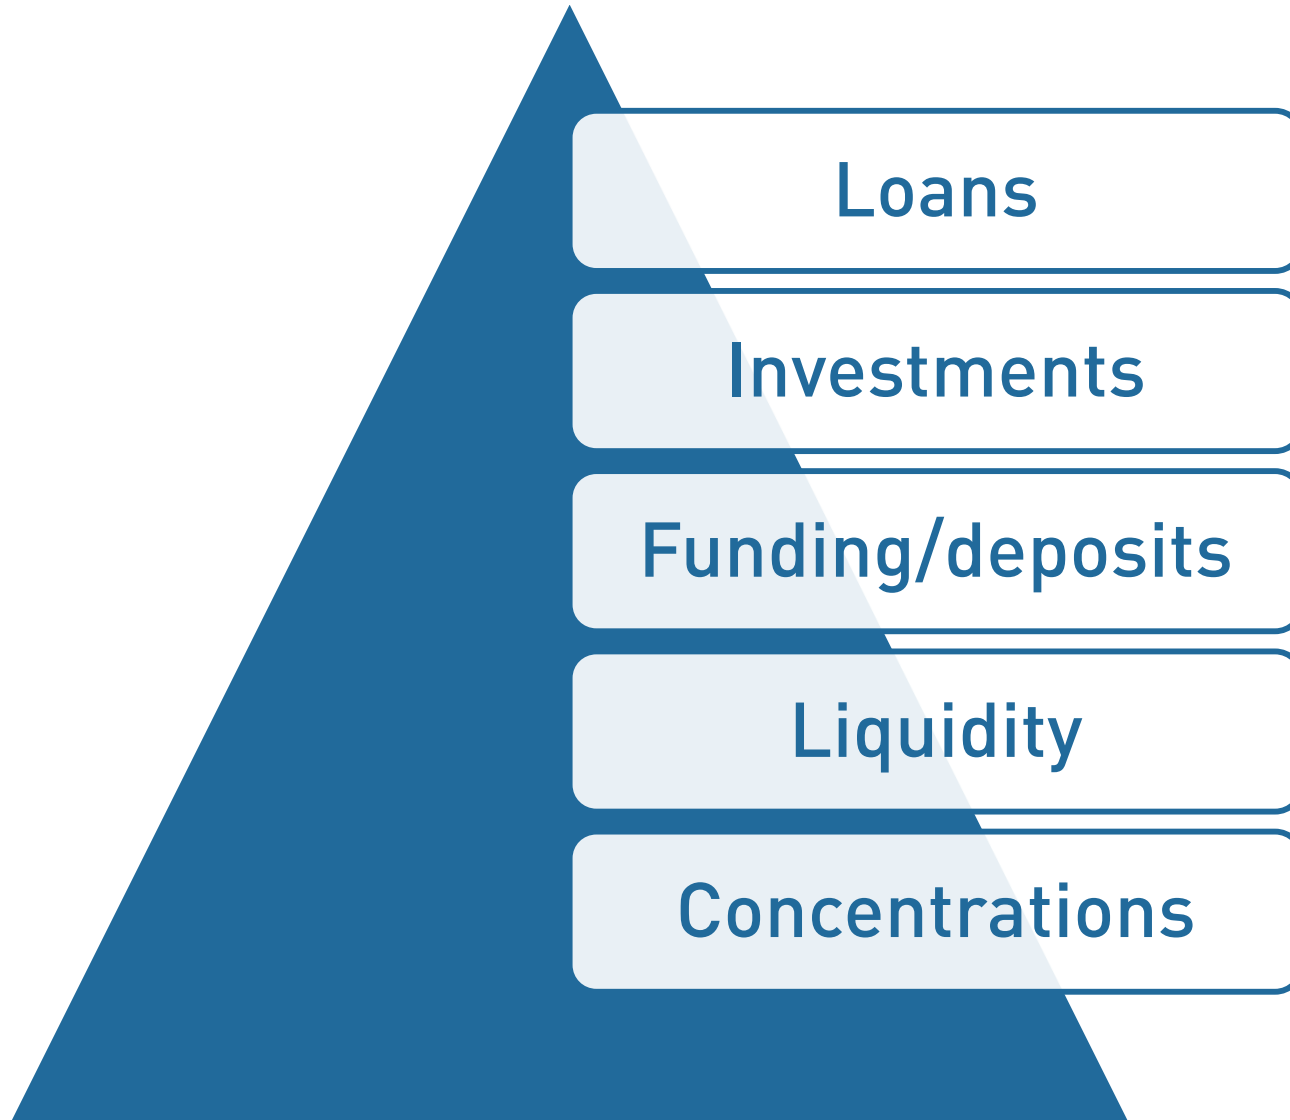 Loans
Investments
Funding/deposits
Liquidity
Concentrations